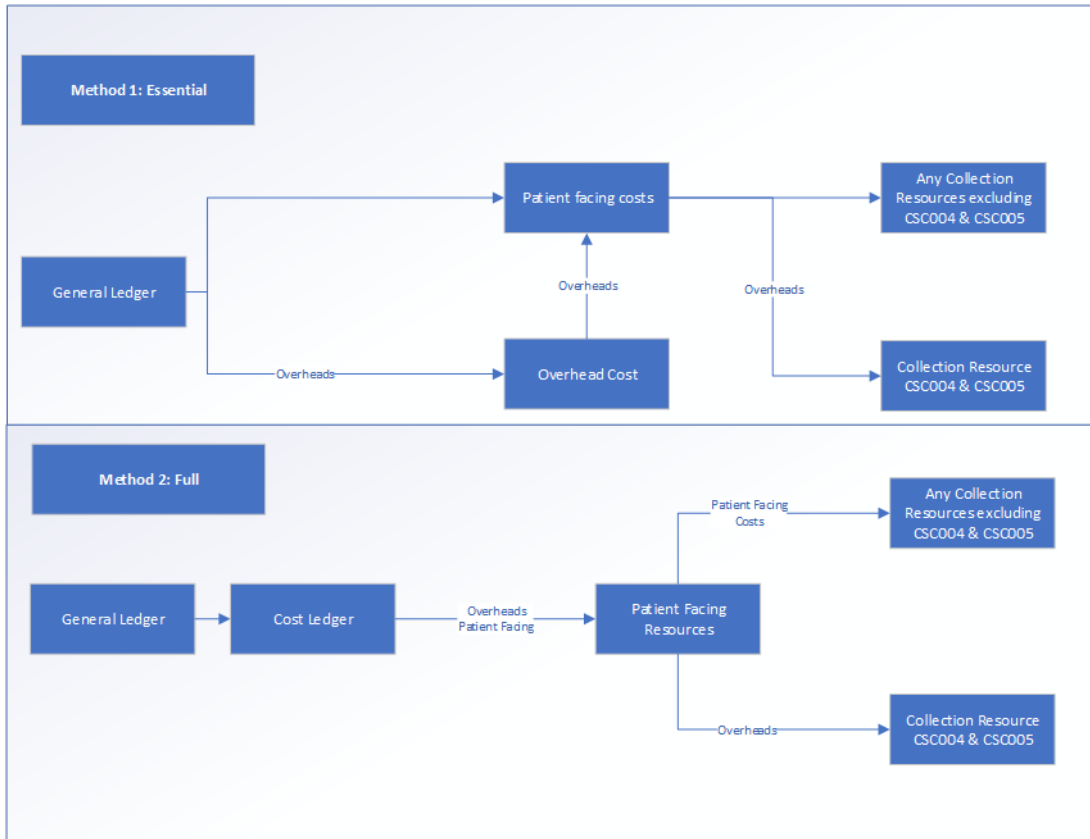 Method 1: Essential
Patient facing costs
Any Collection
Resources excluding
CSC004 & CSC005
General Ledger
Overheads
Overheads
Overheads
Overhead Cost
Collection Resource
CSC004 & CSC005
Method 2: Full
Any Collection
Resources excluding
CSC004 & CSC005
Patient Facing
Costs
General Ledger
Cost Ledger
Overheads
Patient Facing
Patient Facing
Resources
Overheads
Collection Resource
CSC004 & CSC005